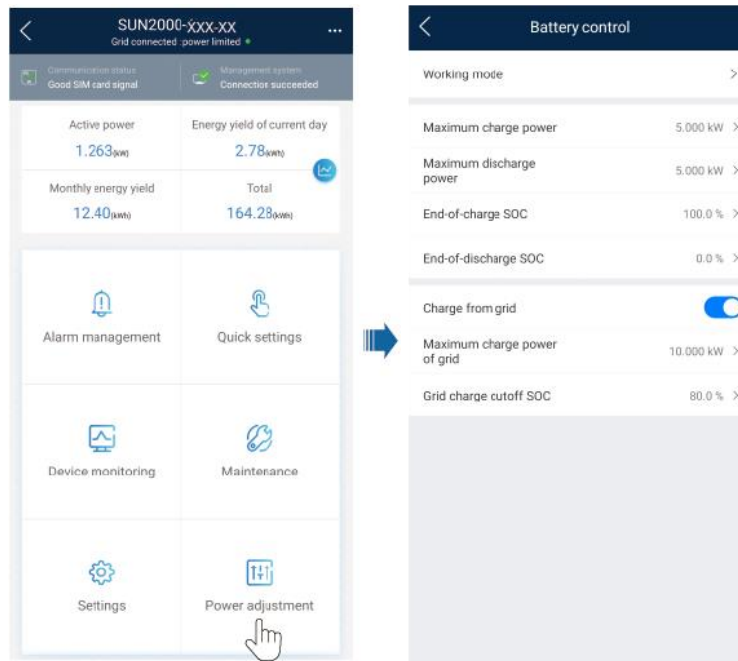 SUN2000-XXX-XX
Grid connected :power limited
Communication status
Good SIM card signal
Management system
Connection succeeded
Active power
1.263(kW)
Energy yield of current day
2.78(kWh)
Monthly energy yield
12.40(kWh)
Total
164.28(kWh)
Alarm management
Quick settings
Device monitoring
Maintenance
Settings
Power adjustment
Battery control
Working mode
Maximum charge power 5.000 kW
Maximum discharge
power 5.000 kW
End-of-charge SOC 100.0 %
End-of-discharge SOC 0.0 %
Charge from grid
Maximum charge power
of grid 10.000 kW
Grid charge cutoff SOC 80.0 %